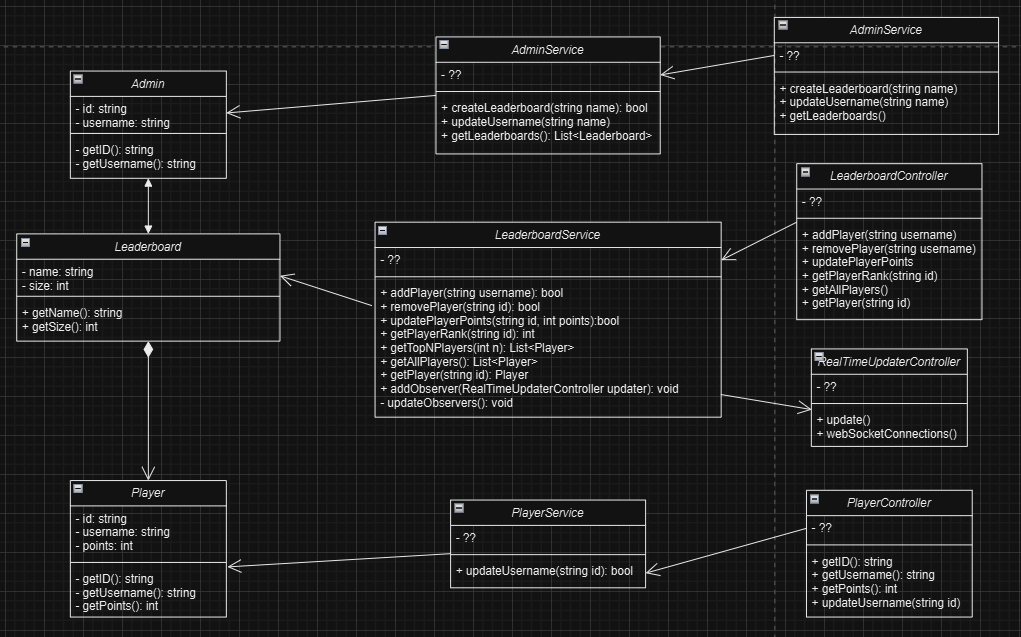 Admin
- id: string
- username: string
- getID(): string
- getUsername(): string
AdminService
- ??
+ createLeaderboard(string name): bool
+ updateUsername(string name)
+ getLeaderboards(): List<Leaderboard>
AdminService
- ??
+ createLeaderboard(string name)
+ updateUsername(string name)
+ getLeaderboards()
Leaderboard
- name: string
- size: int
+ getName(): string
+ getSize(): int
LeaderboardService
- ??
+ addPlayer(string username): bool
+ removePlayer(string id): bool
+ updatePlayerPoints(string id, int points):bool
+ getPlayerRank(string id): int
+ getTopNPlayers(int n): List<Player>
+ getAllPlayers(): List<Player>
+ getPlayer(string id): Player
+ addObserver(RealTimeUpdaterController updater): void
- updateObservers(): void
LeaderboardController
- ??
+ addPlayer(string username)
+ removePlayer(string username)
+ updatePlayerPoints
+ getPlayerRank(string id)
+ getAllPlayers()
+ getPlayer(string id)
RealTimeUpdaterController
- ??
+ update()
+ webSocketConnections()
Player
- id: string
- username: string
- points: int
- getID(): string
- getUsername(): string
- getPoints(): int
PlayerService
- ??
+ updateUsername(string id): bool
PlayerController
- ??
+ getID(): string
+ getUsername(): string
+ getPoints(): int
+ updateUsername(string id)